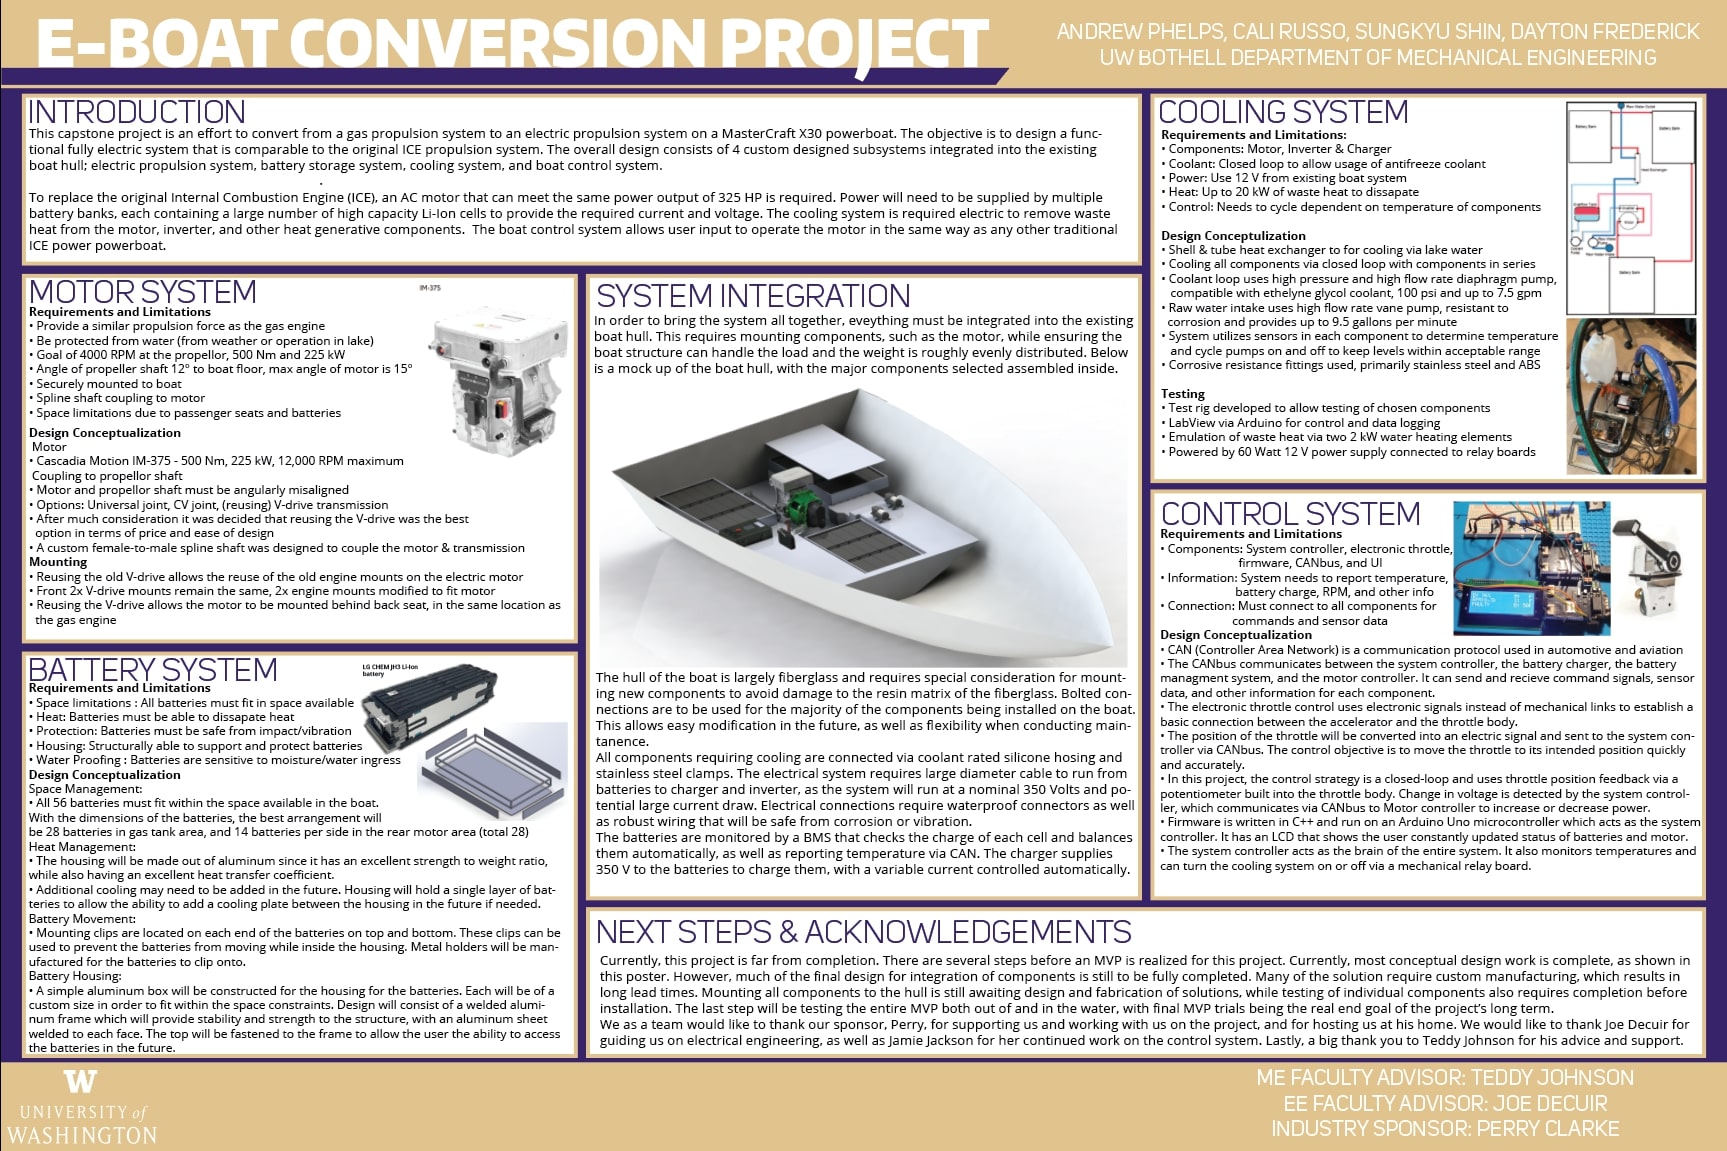 E-BOAT CONVERSION PROJECT
ANDREW PHELPS, CALI RUSSO, SUNGKYU SHIN, DAYTON FREDERICK
UW BOTHELL DEPARTMENT OF MECHANICAL ENGINEERING
INTRODUCTION
This capstone project is an effort to convert from a gas propulsion system to an electric propulsion system on a MasterCraft X30 powerboat. The objective is to design a func-
tional fully electric system that is comparable to the original ICE propulsion system. The overall design consists of 4 custom designed subsystems integrated into the existing
boat hull; electric propulsion system, battery storage system, cooling system, and boat control system.
.
To replace the original Internal Combustion Engine (ICE), an AC motor that can meet the same power output of 325 HP is required. Power will need to be supplied by multiple
battery banks, each containing a large number of high capacity Li-Ion cells to provide the required current and voltage. The cooling system is required electric to remove waste
heat from the motor, inverter, and other heat generative components. The boat control system allows user input to operate the motor in the same way as any other traditional
ICE power powerboat.
MOTOR SYSTEM
IM-375
Requirements and Limitations
• Provide a similar propulsion force as the gas engine
• Be protected from water (from weather or operation in lake)
• Goal of 4000 RPM at the propellor, 500 Nm and 225 kW
• Angle of propeller shaft 12° to boat floor, max angle of motor is 15°
• Securely mounted to boat
• Spline shaft coupling to motor
• Space limitations due to passenger seats and batteries
Design Conceptualization
Motor
• Cascadia Motion IM-375 - 500 Nm, 225 kW, 12,000 RPM maximum
Coupling to propellor shaft
• Motor and propellor shaft must be angularly misaligned
• Options: Universal joint, CV joint, (reusing) V-drive transmission
• After much consideration it was decided that reusing the V-drive was the best
option in terms of price and ease of design
• A custom female-to-male spline shaft was designed to couple the motor & transmission
Mounting
• Reusing the old V-drive allows the reuse of the old engine mounts on the electric motor
• Front 2x V-drive mounts remain the same, 2x engine mounts modified to fit motor
• Reusing the V-drive allows the motor to be mounted behind back seat, in the same location as
the gas engine
BATTERY SYSTEM
LG CHEM JH3 Li-Ion
battery
Requirements and Limitations
• Space limitations : All batteries must fit in space available
• Heat: Batteries must be able to dissapate heat
• Protection: Batteries must be safe from impact/vibration
• Housing: Structurally able to support and protect batteries
• Water Proofing : Batteries are sensitive to moisture/water ingress
Design Conceptualization
Space Management:
• All 56 batteries must fit within the space available in the boat.
With the dimensions of the batteries, the best arrangement will
be 28 batteries in gas tank area, and 14 batteries per side in the rear motor area (total 28)
Heat Management:
• The housing will be made out of aluminum since it has an excellent strength to weight ratio,
while also having an excellent heat transfer coefficient.
• Additional cooling may need to be added in the future. Housing will hold a single layer of bat-
teries to allow the ability to add a cooling plate between the housing in the future if needed.
Battery Movement:
• Mounting clips are located on each end of the batteries on top and bottom. These clips can be
used to prevent the batteries from moving while inside the housing. Metal holders will be man-
ufactured for the batteries to clip onto.
Battery Housing:
• A simple aluminum box will be constructed for the housing for the batteries. Each will be of a
custom size in order to fit within the space constraints. Design will consist of a welded alumi-
num frame which will provide stability and strength to the structure, with an aluminum sheet
welded to each face. The top will be fastened to the frame to allow the user the ability to access
the batteries in the future.
SYSTEM INTEGRATION
In order to bring the system all together, eveything must be integrated into the existing
boat hull. This requires mounting components, such as the motor, while ensuring the
boat structure can handle the load and the weight is roughly evenly distributed. Below
is a mock up of the boat hull, with the major components selected assembled inside.
The hull of the boat is largely fiberglass and requires special consideration for mount-
ing new components to avoid damage to the resin matrix of the fiberglass. Bolted con-
nections are to be used for the majority of the components being installed on the boat.
This allows easy modification in the future, as well as flexibility when conducting main-
tanence.
All components requiring cooling are connected via coolant rated silicone hosing and
stainless steel clamps. The electrical system requires large diameter cable to run from
batteries to charger and inverter, as the system will run at a nominal 350 Volts and po-
tential large current draw. Electrical connections require waterproof connectors as well
as robust wiring that will be safe from corrosion or vibration.
The batteries are monitored by a BMS that checks the charge of each cell and balances
them automatically, as well as reporting temperature via CAN. The charger supplies
350 V to the batteries to charge them, with a variable current controlled automatically.
COOLING SYSTEM
Requirements and Limitations:
• Components: Motor, Inverter & Charger
• Coolant: Closed loop to allow usage of antifreeze coolant
• Power: Use 12 V from existing boat system
• Heat: Up to 20 kW of waste heat to dissapate
• Control: Needs to cycle dependent on temperature of components
Design Conceptulization
• Shell & tube heat exchanger to for cooling via lake water
• Cooling all components via closed loop with components in series
• Coolant loop uses high pressure and high flow rate diaphragm pump,
compatible with ethelyne glycol coolant, 100 psi and up to 7.5 gpm
• Raw water intake uses high flow rate vane pump, resistant to
corrosion and provides up to 9.5 gallons per minute
• System utilizes sensors in each component to determine temperature
and cycle pumps on and off to keep levels within acceptable range
• Corrosive resistance fittings used, primarily stainless steel and ABS
Testing
• Test rig developed to allow testing of chosen components
• LabView via Arduino for control and data logging
• Emulation of waste heat via two 2 kW water heating elements
• Powered by 60 Watt 12 V power supply connected to relay boards
Raw Water Outlet
Battery Bank
Battery Bank
Heat Exchanger
Battery Bank
CONTROL SYSTEM
Requirements and Limitations
• Components: System controller, electronic throttle,
firmware, CANbus, and UI
• Information: System needs to report temperature,
battery charge, RPM, and other info
• Connection: Must connect to all components for
commands and sensor data
Design Conceptualization
• CAN (Controller Area Network) is a communication protocol used in automotive and aviation
• The CANbus communicates between the system controller, the battery charger, the battery
managment system, and the motor controller. It can send and recieve command signals, sensor
data, and other information for each component.
• The electronic throttle control uses electronic signals instead of mechanical links to establish a
basic connection between the accelerator and the throttle body.
• The position of the throttle will be converted into an electric signal and sent to the system con-
troller via CANbus. The control objective is to move the throttle to its intended position quickly
and accurately.
• In this project, the control strategy is a closed-loop and uses throttle position feedback via a
potentiometer built into the throttle body. Change in voltage is detected by the system control-
ler, which communicates via CANbus to Motor controller to increase or decrease power.
• Firmware is written in C++ and run on an Arduino Uno microcontroller which acts as the system
controller. It has an LCD that shows the user constantly updated status of batteries and motor.
• The system controller acts as the brain of the entire system. It also monitors temperatures and
can turn the cooling system on or off via a mechanical relay board.
NEXT STEPS & ACKNOWLEDGEMENTS
Currently, this project is far from completion. There are several steps before an MVP is realized for this project. Currently, most conceptual design work is complete, as shown in
this poster. However, much of the final design for integration of components is still to be fully completed. Many of the solution require custom manufacturing, which results in
long lead times. Mounting all components to the hull is still awaiting design and fabrication of solutions, while testing of individual components also requires completion before
installation. The last step will be testing the entire MVP both out of and in the water, with final MVP trials being the real end goal of the project's long term.
We as a team would like to thank our sponsor, Perry, for supporting us and working with us on the project, and for hosting us at his home. We would like to thank Joe Decuir for
guiding us on electrical engineering, as well as Jamie Jackson for her continued work on the control system. Lastly, a big thank you to Teddy Johnson for his advice and support.
W
UNIVERSITY of
WASHINGTON
ME FACULTY ADVISOR: TEDDY JOHNSON
EE FACULTY ADVISOR: JOE DECUIR
INDUSTRY SPONSOR: PERRY CLARKE